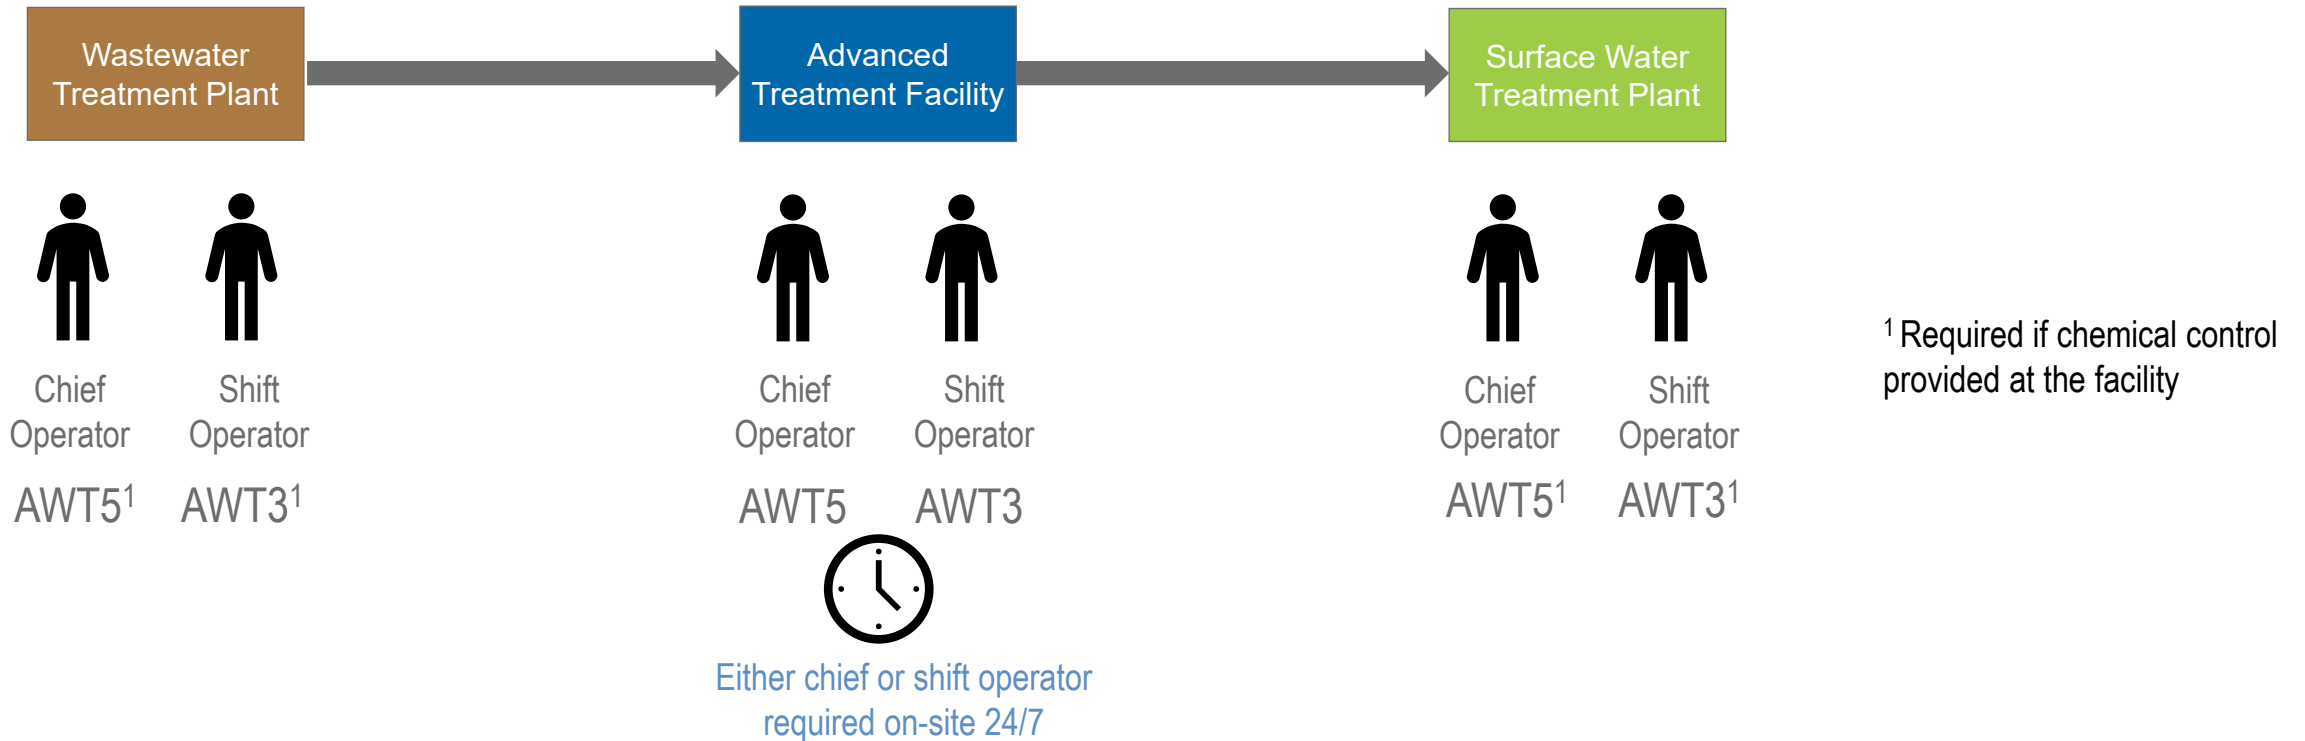 Wastewater
Treatment Plant
Advanced
Treatment Facility
Surface Water
Treatment Plant
Chief
Operator
AWT5¹
Shift
Operator
AWT3¹
Chief
Operator
AWT5
Shift
Operator
AWT3
Either chief or shift operator
required on-site 24/7
Chief
Operator
AWT5¹
Shift
Operator
AWT3¹
¹ Required if chemical control
provided at the facility